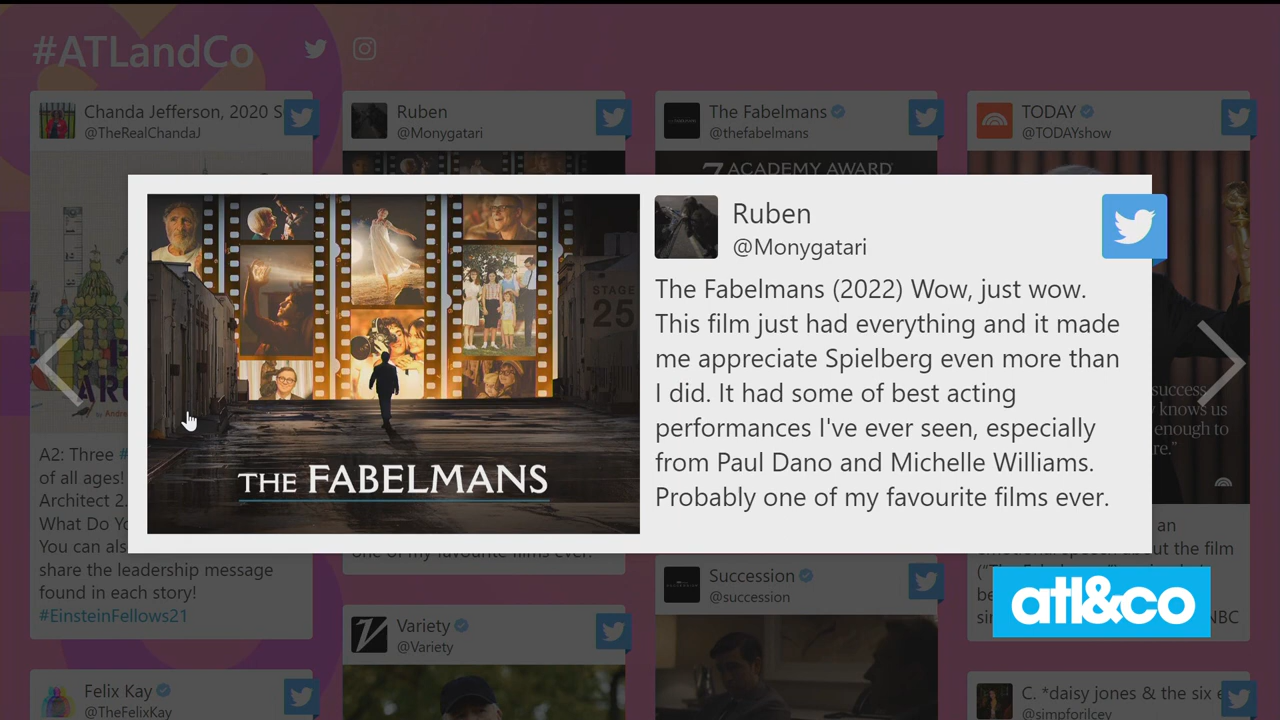 #ATLandCo
Chanda Jefferson, 2020 S
@TheRealChandaJ
Ruben
@Monygatari
The Fabelmans
@thefabelmans
TODAY
@TODAYshow
7 ACADEMY AWARD
STAGE
25
THE FABELMANS
Ruben
@Monygatari
The Fabelmans (2022) Wow, just wow.
This film just had everything and it made
me appreciate Spielberg even more than
I did. It had some of best acting
performances I've ever seen, especially
from Paul Dano and Michelle Williams.
Probably one of my favourite films ever.
success
knows us
enough to
re.”
A2: Three #
of all ages!
Architect 2.
What Do Yo
You can als
share the leadership message
found in each story!
#EinsteinFellows21
one of my favourite films ever.
an
emotional speech about the film
be
NBC
atl&co
Succession
@succession
Variety
@Variety
Felix Kay
@TheFelixKay
C. *daisy jones & the six e
@simpforilcey